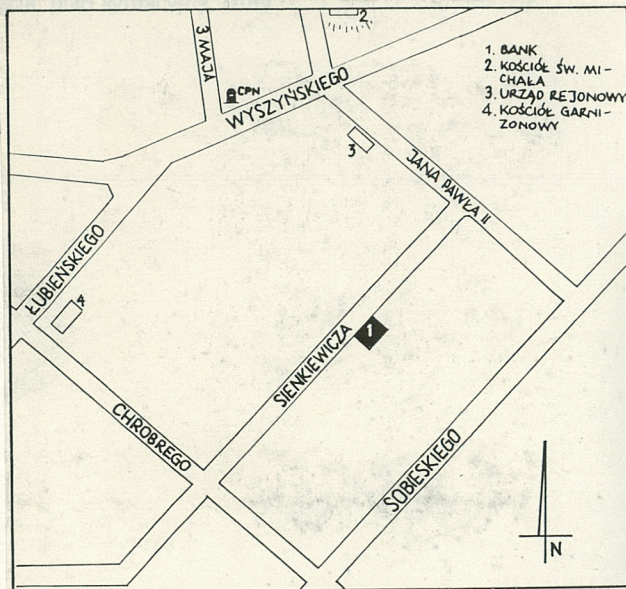 1. BANK
2. KOŚCIÓŁ ŚW. MI-
CHAŁA
3. URZĄD REJONOWY
4. KOŚCIÓŁ GARNI-
ZONOWY
2.
3 MAJA
CPN
WYSZYŃSKIEGO
3
JANA PAWŁA II
ŁUBIEŃSKIEGO
4
SIENKIEWICZA
1
CHROBREGO
SOBIESKIEGO
N